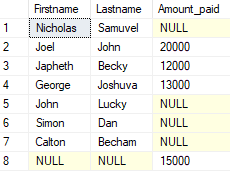 Firstname Lastname Amount_paid
1 Nicholas Samuvel NULL
2 Joel John 20000
3 Japheth Becky 12000
4 George Joshuva 13000
5 John Lucky NULL
6 Simon Dan NULL
7 Calton Becham NULL
8 NULL NULL 15000